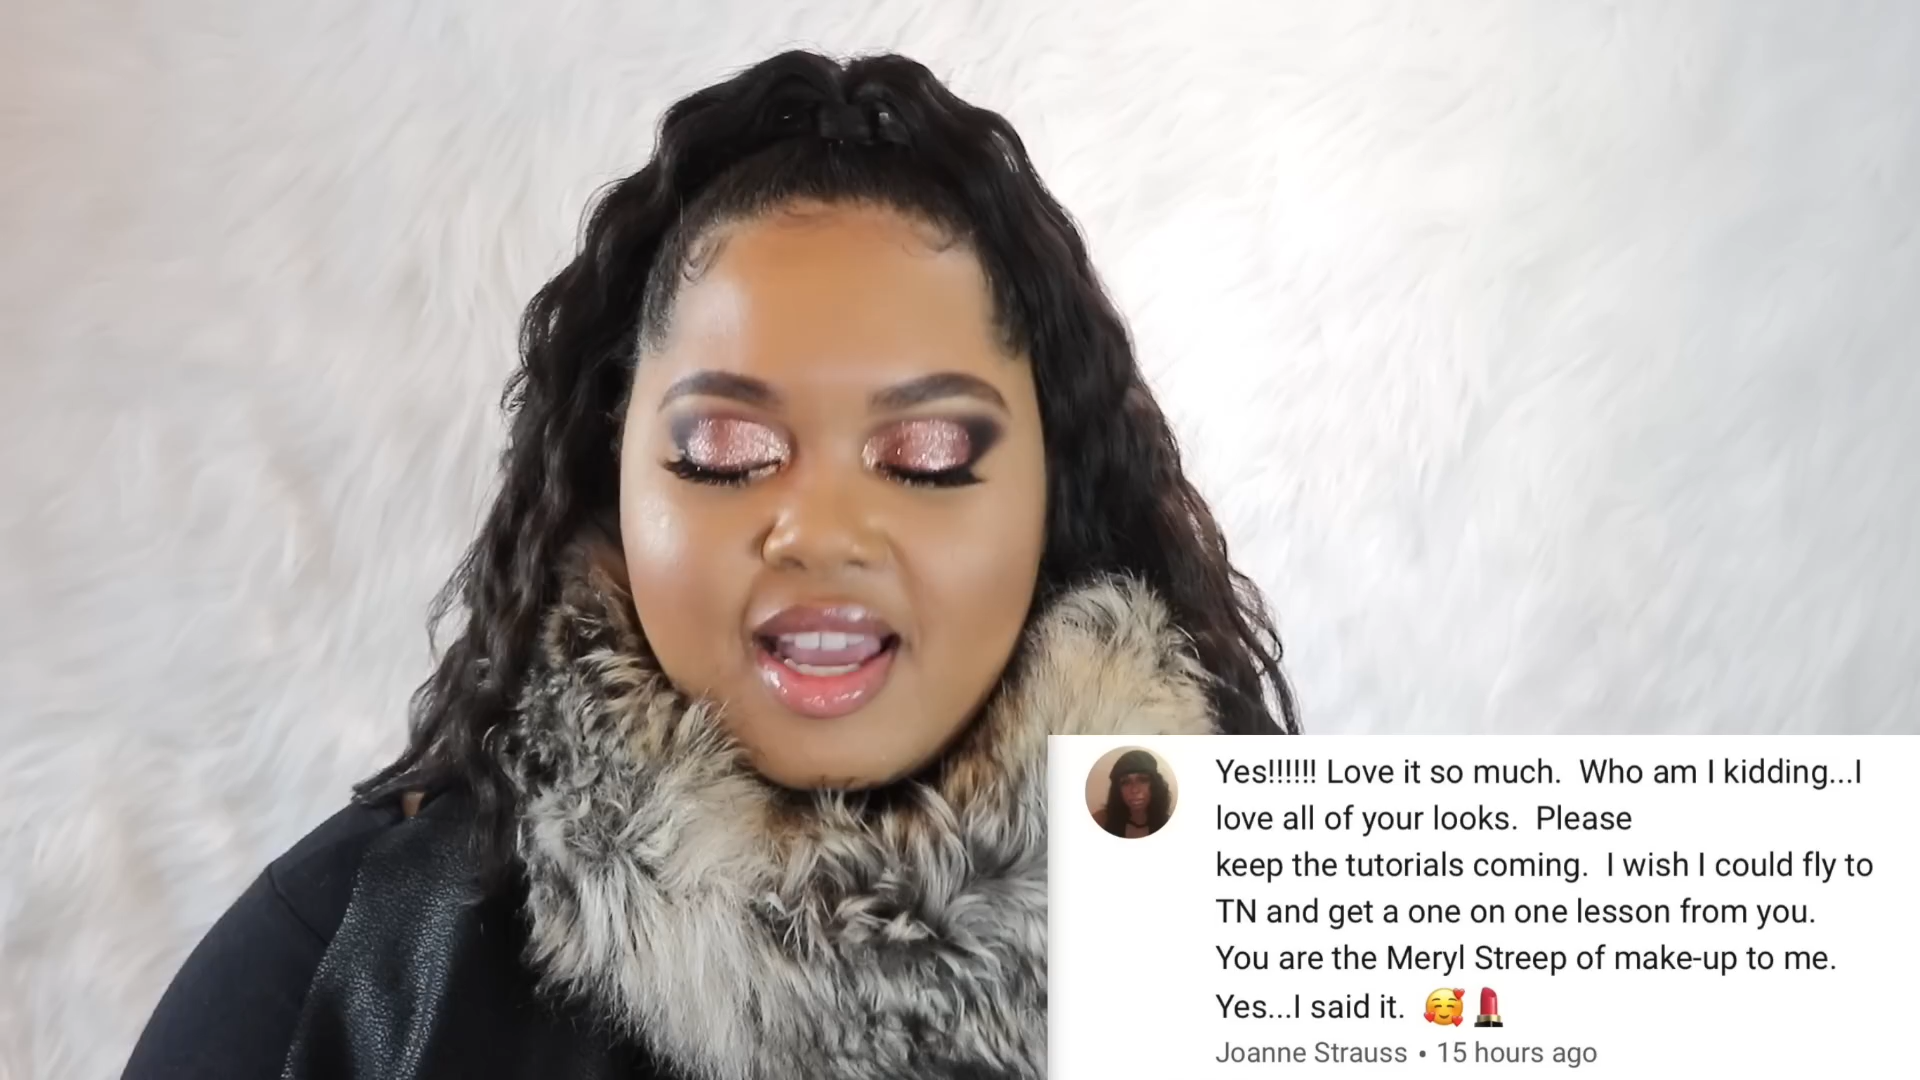 Yes!!!!!! Love it so much.  Who am I kidding...I
love all of your looks.  Please
keep the tutorials coming.  I wish I could fly to
TN and get a one on one lesson from you.
You are the Meryl Streep of make-up to me.
Yes...I said it.  🥰💄
Joanne Strauss • 15 hours ago